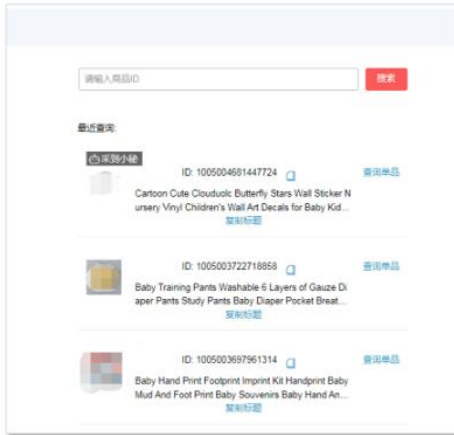 请输入商品ID
搜索
最近查询:
采到小秘
ID: 1005004681447724
查询单品
Cartoon Cute Clouduolc Butterfly Stars Wall Sticker N
ursery Vinyl Children's Wall Art Decals for Baby Kid...
复制标题
ID: 1005003722718858
查询单品
Baby Training Pants Washable 6 Layers of Gauze Di
aper Pants Study Pants Baby Diaper Pocket Breat...
复制标题
ID: 1005003697961314
查询单品
Baby Hand Print Footprint Imprint Kit Handprint Baby
Mud And Foot Print Baby Souvenirs Baby Hand An...
复制标题